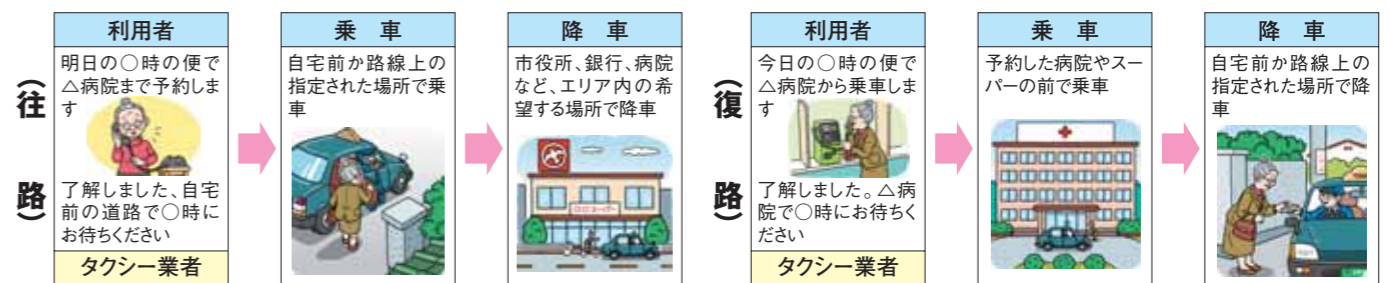 (往路)
利用者
明日の○時の便で
△病院まで予約しま
す
了解しました、自宅
前の道路で○時に
お待ちください
タクシー業者
乗 車
自宅前か路線上の
指定された場所で乗
車
降 車
市役所、銀行、病院
など、エリア内の希
望する場所で降車
(復路)
利用者
今日の○時の便で
△病院から乗車しま
す
了解しました。△病
院で○時にお待ちく
ださい
タクシー業者
乗 車
予約した病院やスー
パーの前で乗車
降 車
自宅前か路線上の
指定された場所で降
車